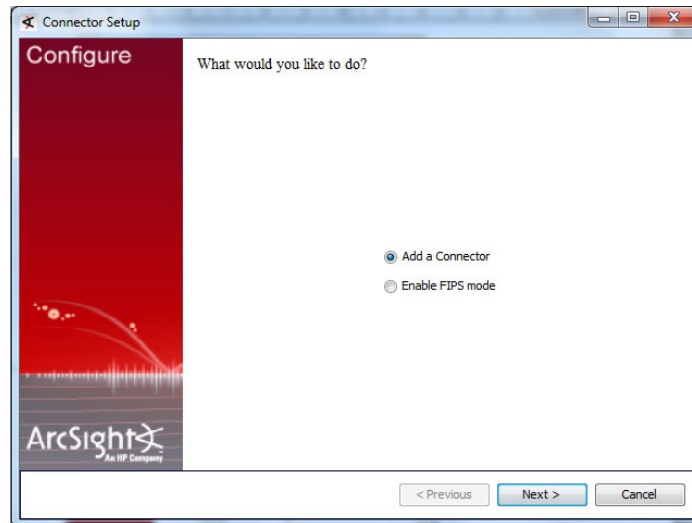 Connector Setup
Configure
What would you like to do?
Add a Connector
Enable FIPS mode
ArcSight
An HP Company
< Previous
Next >
Cancel